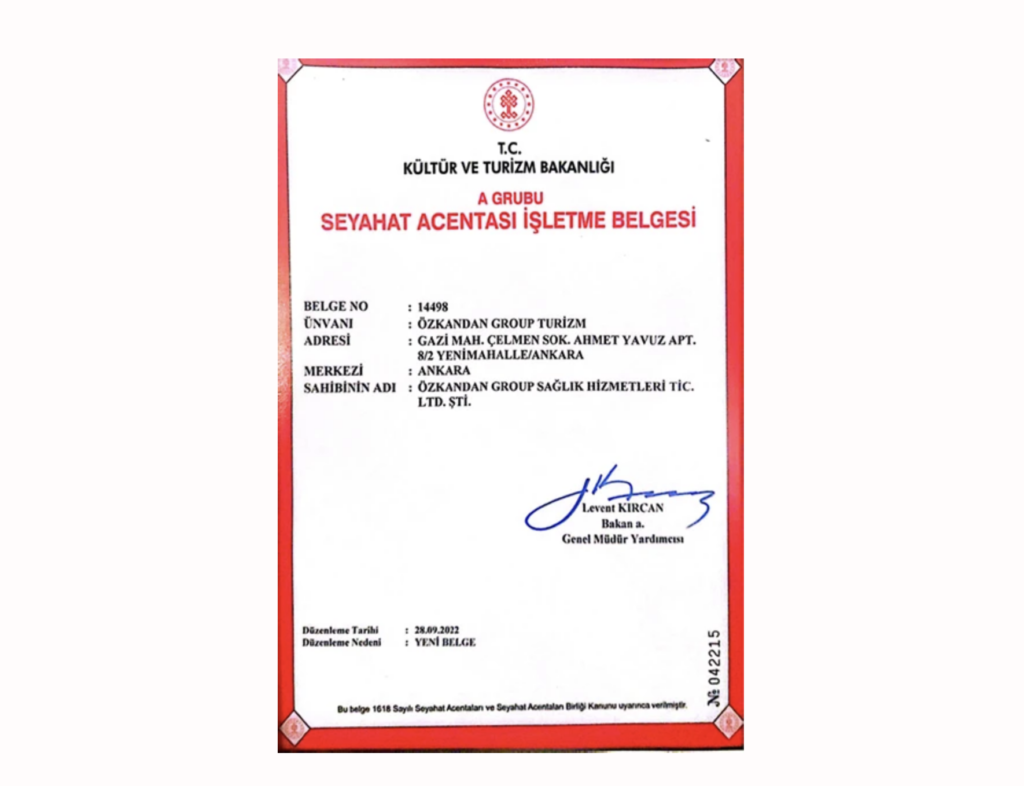 T.C.
KÜLTÜR VE TURİZM BAKANLIĞI
A GRUBU
SEYAHAT ACENTASI İŞLETME BELGESİ
BELGE NO : 14498
ÜNVANI : ÖZKANDAN GROUP TURİZM
ADRESİ : GAZİ MAH. ÇELMEN SOK. AHMET YAVUZ APT.
8/2 YENİMAHALLE/ANKARA
MERKEZİ : ANKARA
SAHİBİNİN ADI : ÖZKANDAN GROUP SAĞLIK HİZMETLERİ TİC.
LTD. ŞTİ.
Levent KIRCAN
Bakan a.
Genel Müdür Yardımcısı
Düzenleme Tarihi : 28.09.2022
Düzenleme Nedeni : YENİ BELGE
№ 042215
Bu belge 1618 Sayılı Seyahat Acentaları ve Seyahat Acentaları Birliği Kanunu uyarınca verilmiştir.